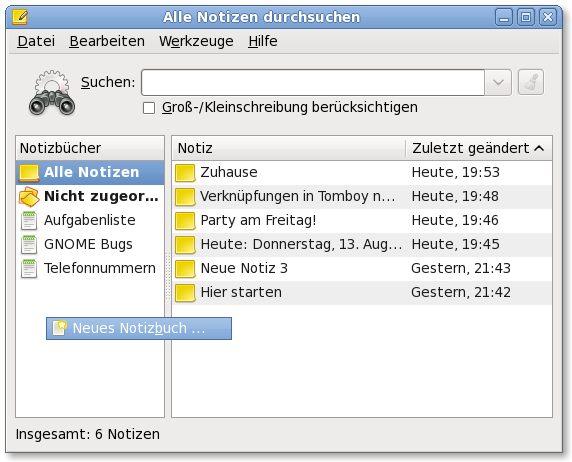 Alle Notizen durchsuchen
Datei Bearbeiten Werkzeuge Hilfe
Suchen:
Groß-/Kleinschreibung berücksichtigen
Notizbücher
Alle Notizen
Nicht zugeor...
Aufgabenliste
GNOME Bugs
Telefonnummern
Neues Notizbuch ...
Notiz Zuletzt geändert
Zuhause Heute, 19:53
Verknüpfungen in Tomboy n... Heute, 19:48
Party am Freitag! Heute, 19:46
Heute: Donnerstag, 13. Aug... Heute, 19:45
Neue Notiz 3 Gestern, 21:43
Hier starten Gestern, 21:42
Insgesamt: 6 Notizen